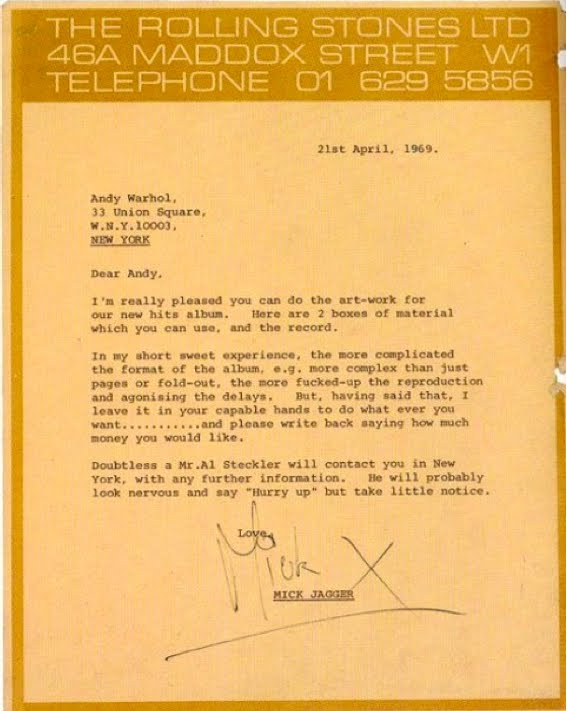 THE ROLLING STONES LTD
46A MADDOX STREET W1
TELEPHONE 01 629 5856
21st April, 1969.
Andy Warhol,
33 Union Square,
W.N.Y.10003,
NEW YORK
Dear Andy,
I'm really pleased you can do the art-work for
our new hits album. Here are 2 boxes of material
which you can use, and the record.
In my short sweet experience, the more complicated
the format of the album, e.g. more complex than just
pages or fold-out, the more fucked-up the reproduction
and agonising the delays. But, having said that, I
leave it in your capable hands to do what ever you
want...........and please write back saying how much
money you would like.
Doubtless a Mr.Al Steckler will contact you in New
York, with any further information. He will probably
look nervous and say "Hurry up" but take little notice.
Love,
Mick X
MICK JAGGER